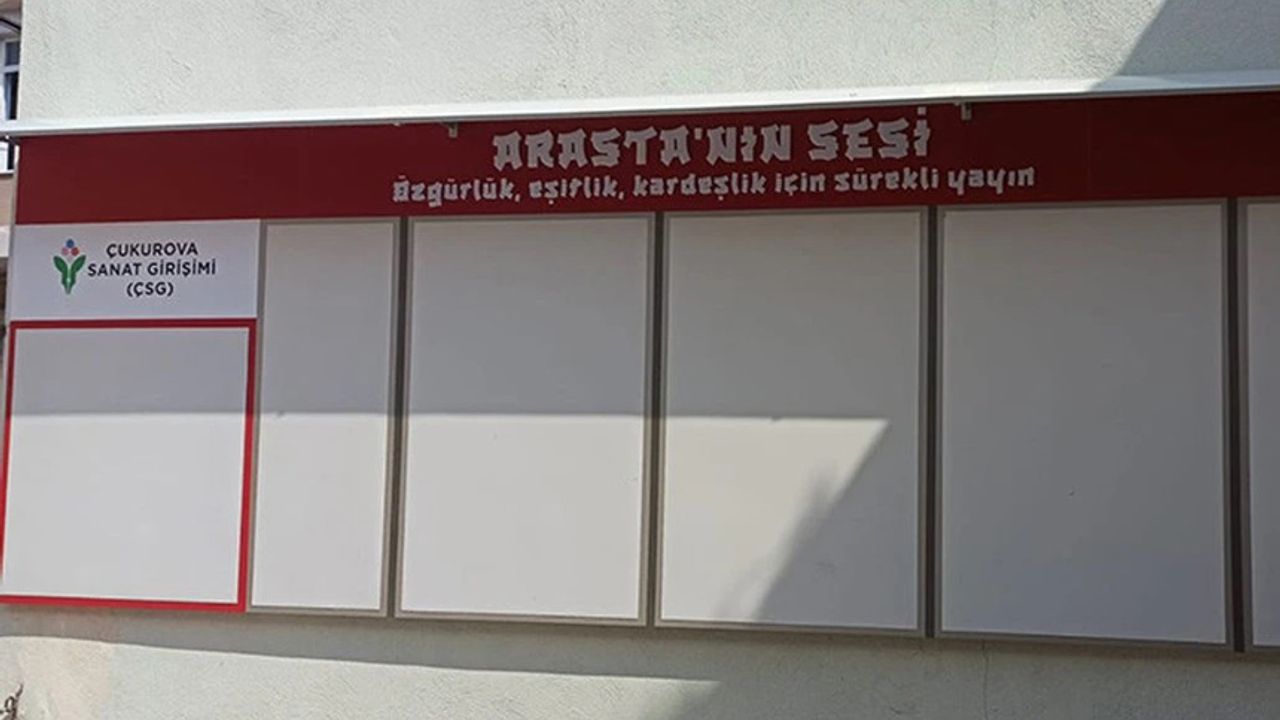 ARASTA'NIN SESİ
özgürlük, eşitlik, kardeşlik için sürekli yayın
ÇUKUROVA
SANAT GİRİŞİMİ
(ÇSG)